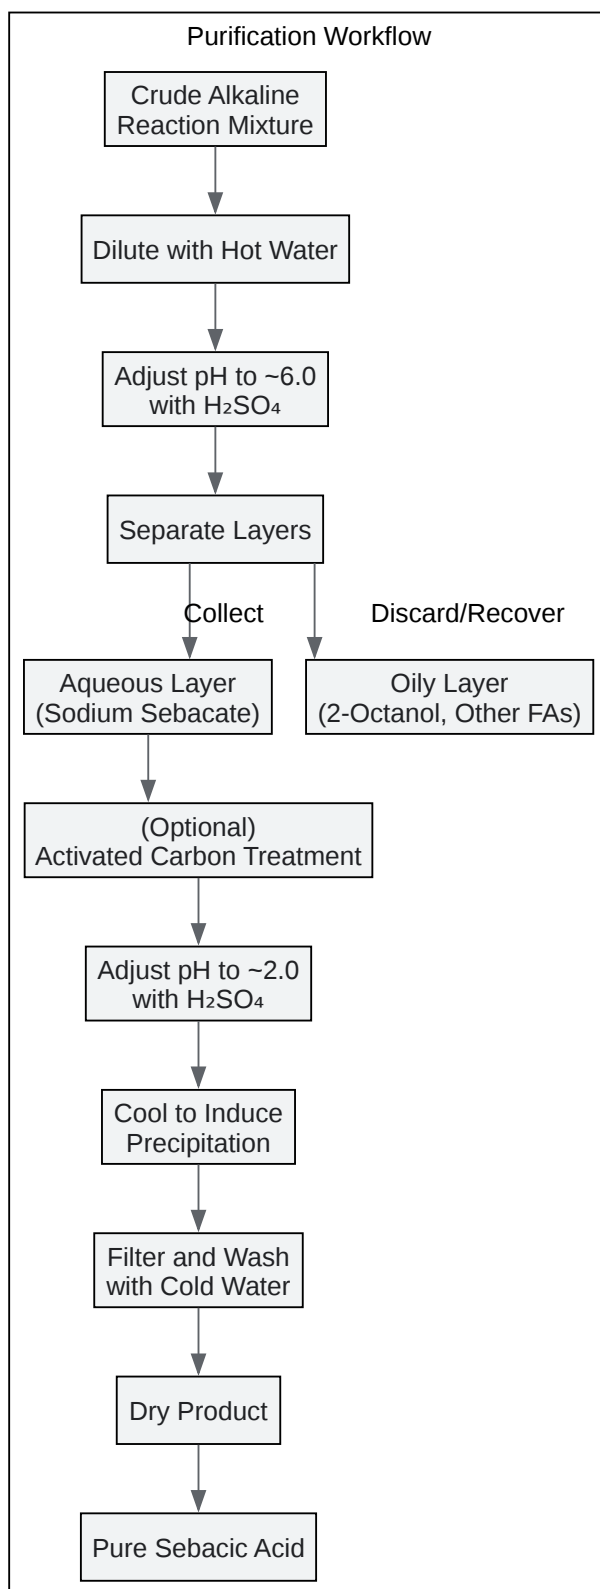 Purification Workflow
Crude Alkaline
Reaction Mixture
Dilute with Hot Water
Adjust pH to ~6.0
with H₂SO₄
Separate Layers
Collect
Discard/Recover
Aqueous Layer
(Sodium Sebacate)
Oily Layer
(2-Octanol, Other FAs)
(Optional)
Activated Carbon Treatment
Adjust pH to ~2.0
with H₂SO₄
Cool to Induce
Precipitation
Filter and Wash
with Cold Water
Dry Product
Pure Sebacic Acid